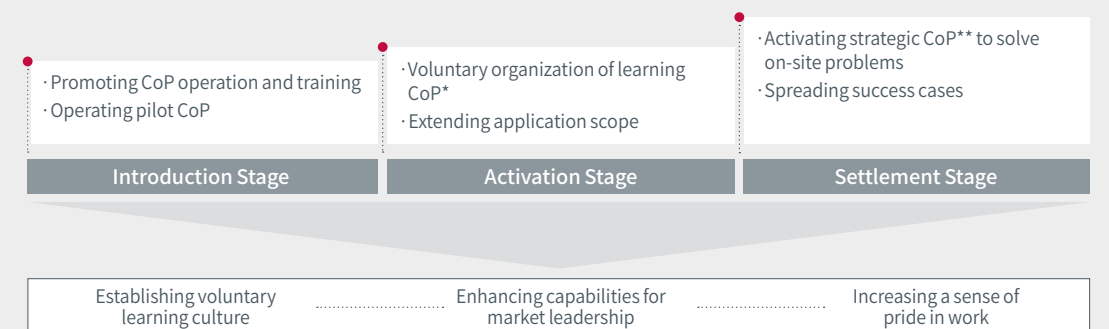 ·Promoting CoP operation and training
·Operating pilot CoP
·Voluntary organization of learning
CoP*
·Extending application scope
·Activating strategic CoP** to solve
on-site problems
·Spreading success cases
Introduction Stage
Activation Stage
Settlement Stage
Establishing voluntary
learning culture
Enhancing capabilities for
market leadership
Increasing a sense of
pride in work